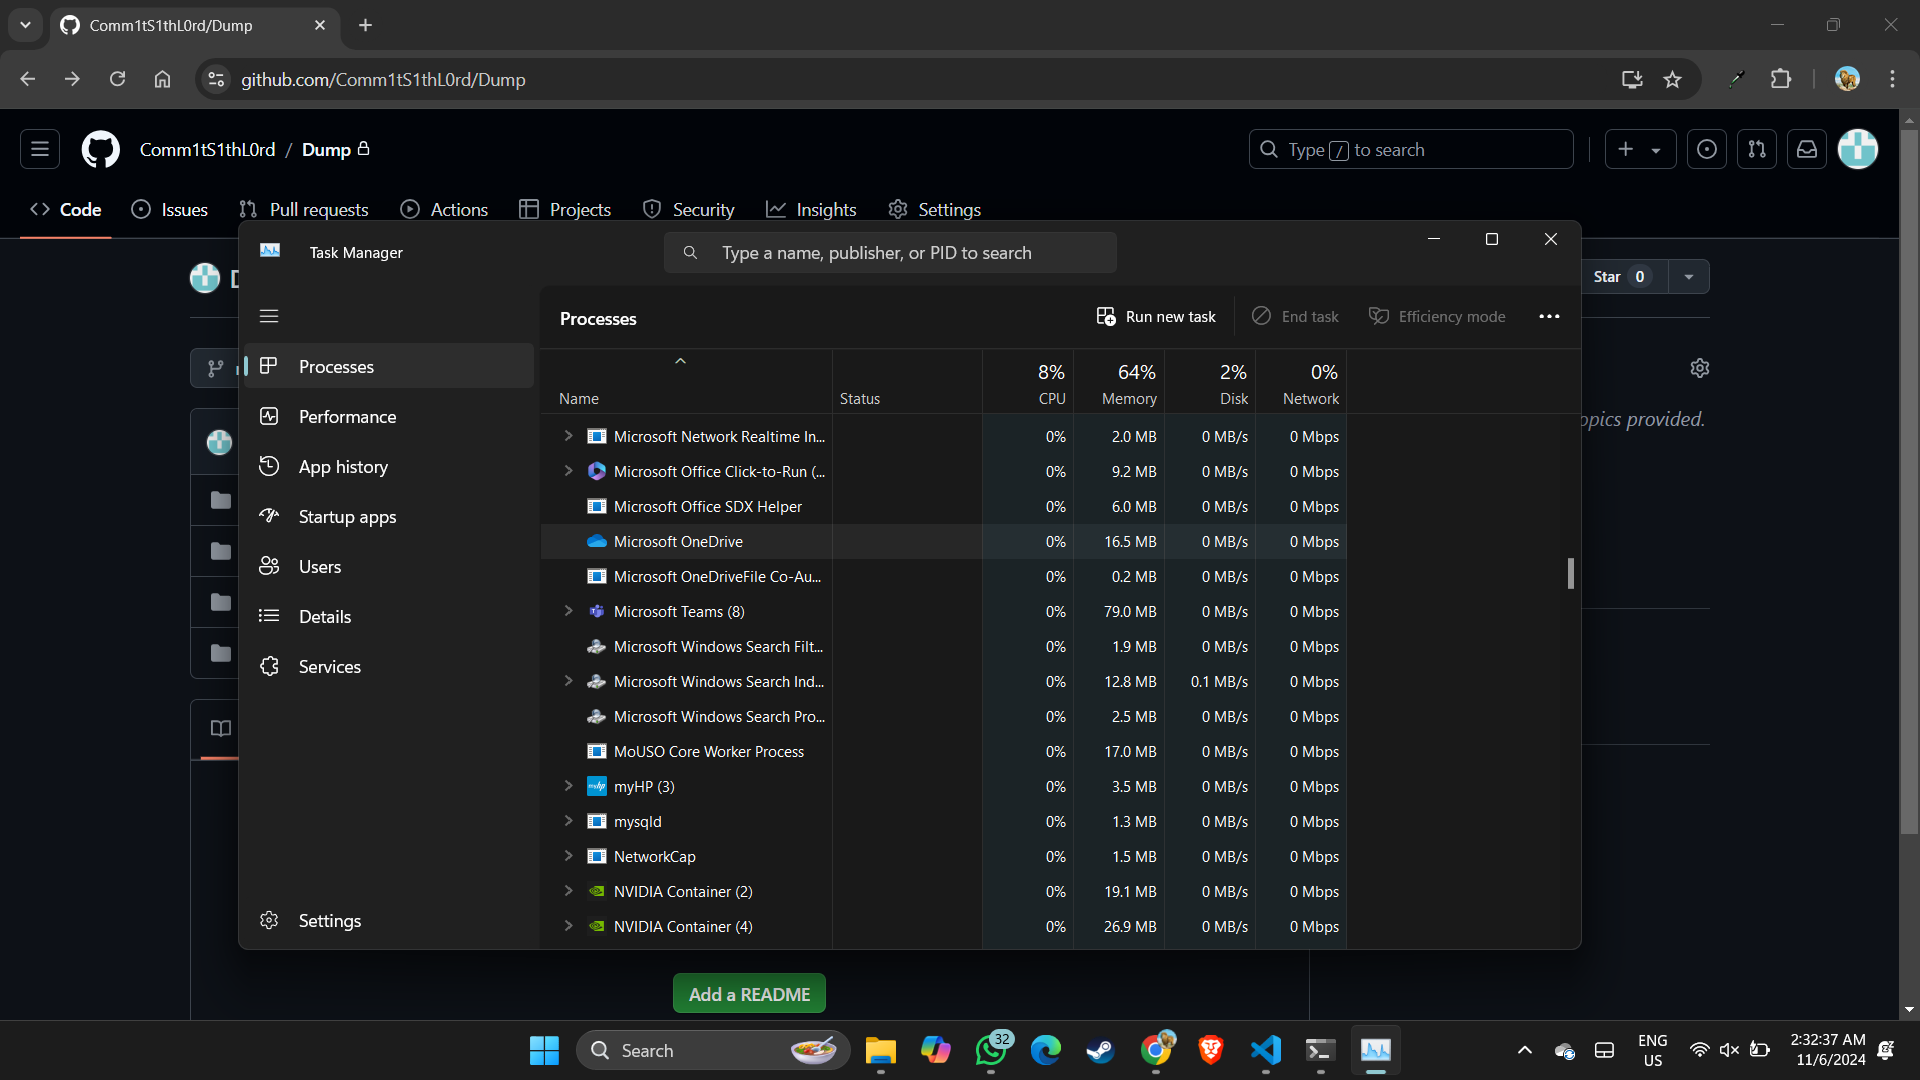 Comm1tS1thL0rd/Dump
github.com/Comm1tS1thL0rd/Dump
Comm1tS1thL0rd / Dump
Type / to search
Code Issues Pull requests Actions Projects Security Insights Settings
Task Manager
Type a name, publisher, or PID to search
Star 0
Processes
Run new task
End task
Efficiency mode
Processes
Performance
App history
Startup apps
Users
Details
Services
Settings
8% 64% 2% 0%
Name Status CPU Memory Disk Network
Microsoft Network Realtime In... 0% 2.0 MB 0 MB/s 0 Mbps
Microsoft Office Click-to-Run (... 0% 9.2 MB 0 MB/s 0 Mbps
Microsoft Office SDX Helper 0% 6.0 MB 0 MB/s 0 Mbps
Microsoft OneDrive 0% 16.5 MB 0 MB/s 0 Mbps
Microsoft OneDriveFile Co-Au... 0% 0.2 MB 0 MB/s 0 Mbps
Microsoft Teams (8) 0% 79.0 MB 0 MB/s 0 Mbps
Microsoft Windows Search Filt... 0% 1.9 MB 0 MB/s 0 Mbps
Microsoft Windows Search Ind... 0% 12.8 MB 0.1 MB/s 0 Mbps
Microsoft Windows Search Pro... 0% 2.5 MB 0 MB/s 0 Mbps
MoUSO Core Worker Process 0% 17.0 MB 0 MB/s 0 Mbps
myHP (3) 0% 3.5 MB 0 MB/s 0 Mbps
mysqld 0% 1.3 MB 0 MB/s 0 Mbps
NetworkCap 0% 1.5 MB 0 MB/s 0 Mbps
NVIDIA Container (2) 0% 19.1 MB 0 MB/s 0 Mbps
NVIDIA Container (4) 0% 26.9 MB 0 MB/s 0 Mbps
opics provided.
Add a README
Search
32
ENG
US
2:32:37 AM
11/6/2024